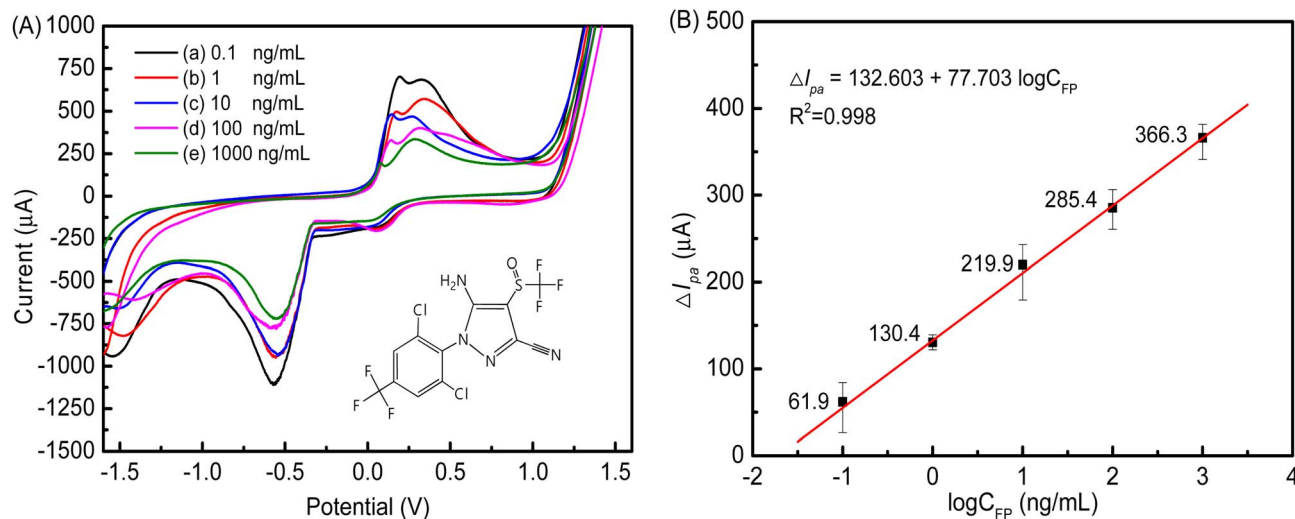 (A)
1000
750
500
250
0
-250
-500
-750
-1000
-1250
-1500
Current (μA)
(a) 0.1 ng/mL
(b) 1 ng/mL
(c) 10 ng/mL
(d) 100 ng/mL
(e) 1000 ng/mL
O
S
F
F
F
H₂N
Cl
N
N
N
Cl
F
F
F
-1.5 -1.0 -0.5 0.0 0.5 1.0 1.5
Potential (V)
(B)
500
400
300
200
100
0
△Iₚₐ (μA)
△Iₚₐ = 132.603 + 77.703 logC_FP
R²=0.998
366.3
285.4
219.9
130.4
61.9
-2 -1 0 1 2 3 4
logC_FP (ng/mL)